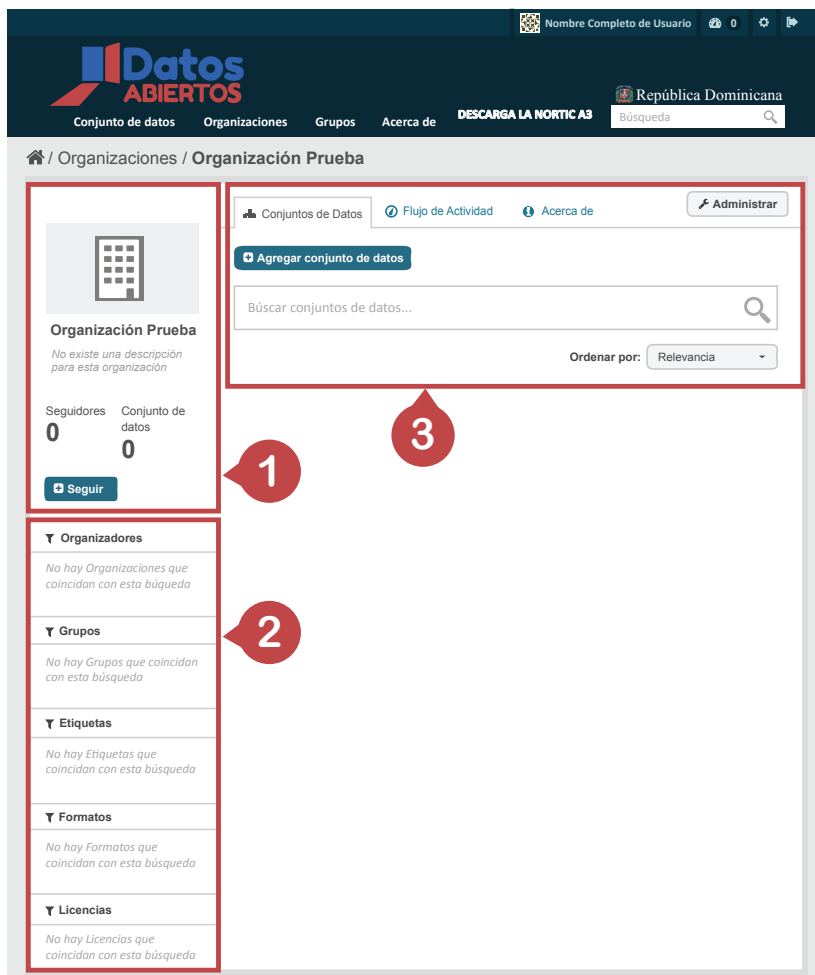 Nombre Completo de Usuario 0
Datos
ABIERTOS
República Dominicana
Conjunto de datos Organizaciones Grupos Acerca de DESCARGA LA NORTIC A3 Búsqueda
/ Organizaciones / Organización Prueba
Conjuntos de Datos Flujo de Actividad Acerca de Administrar
Agregar conjunto de datos
Búscar conjuntos de datos...
Ordenar por: Relevancia
3
Organización Prueba
No existe una descripción
para esta organización
Seguidores Conjunto de
datos
0
0
Seguir
1
Organizadores
No hay Organizaciones que
coincidan con esta búqueda
Grupos
No hay Grupos que coincidan
con esta búsqueda
2
Etiquetas
No hay Etiquetas que
coincidan con esta búsqueda
Formatos
No hay Formatos que
coincidan con esta búsqueda
Licencias
No hay Licencias que
coincidan con esta búsqueda